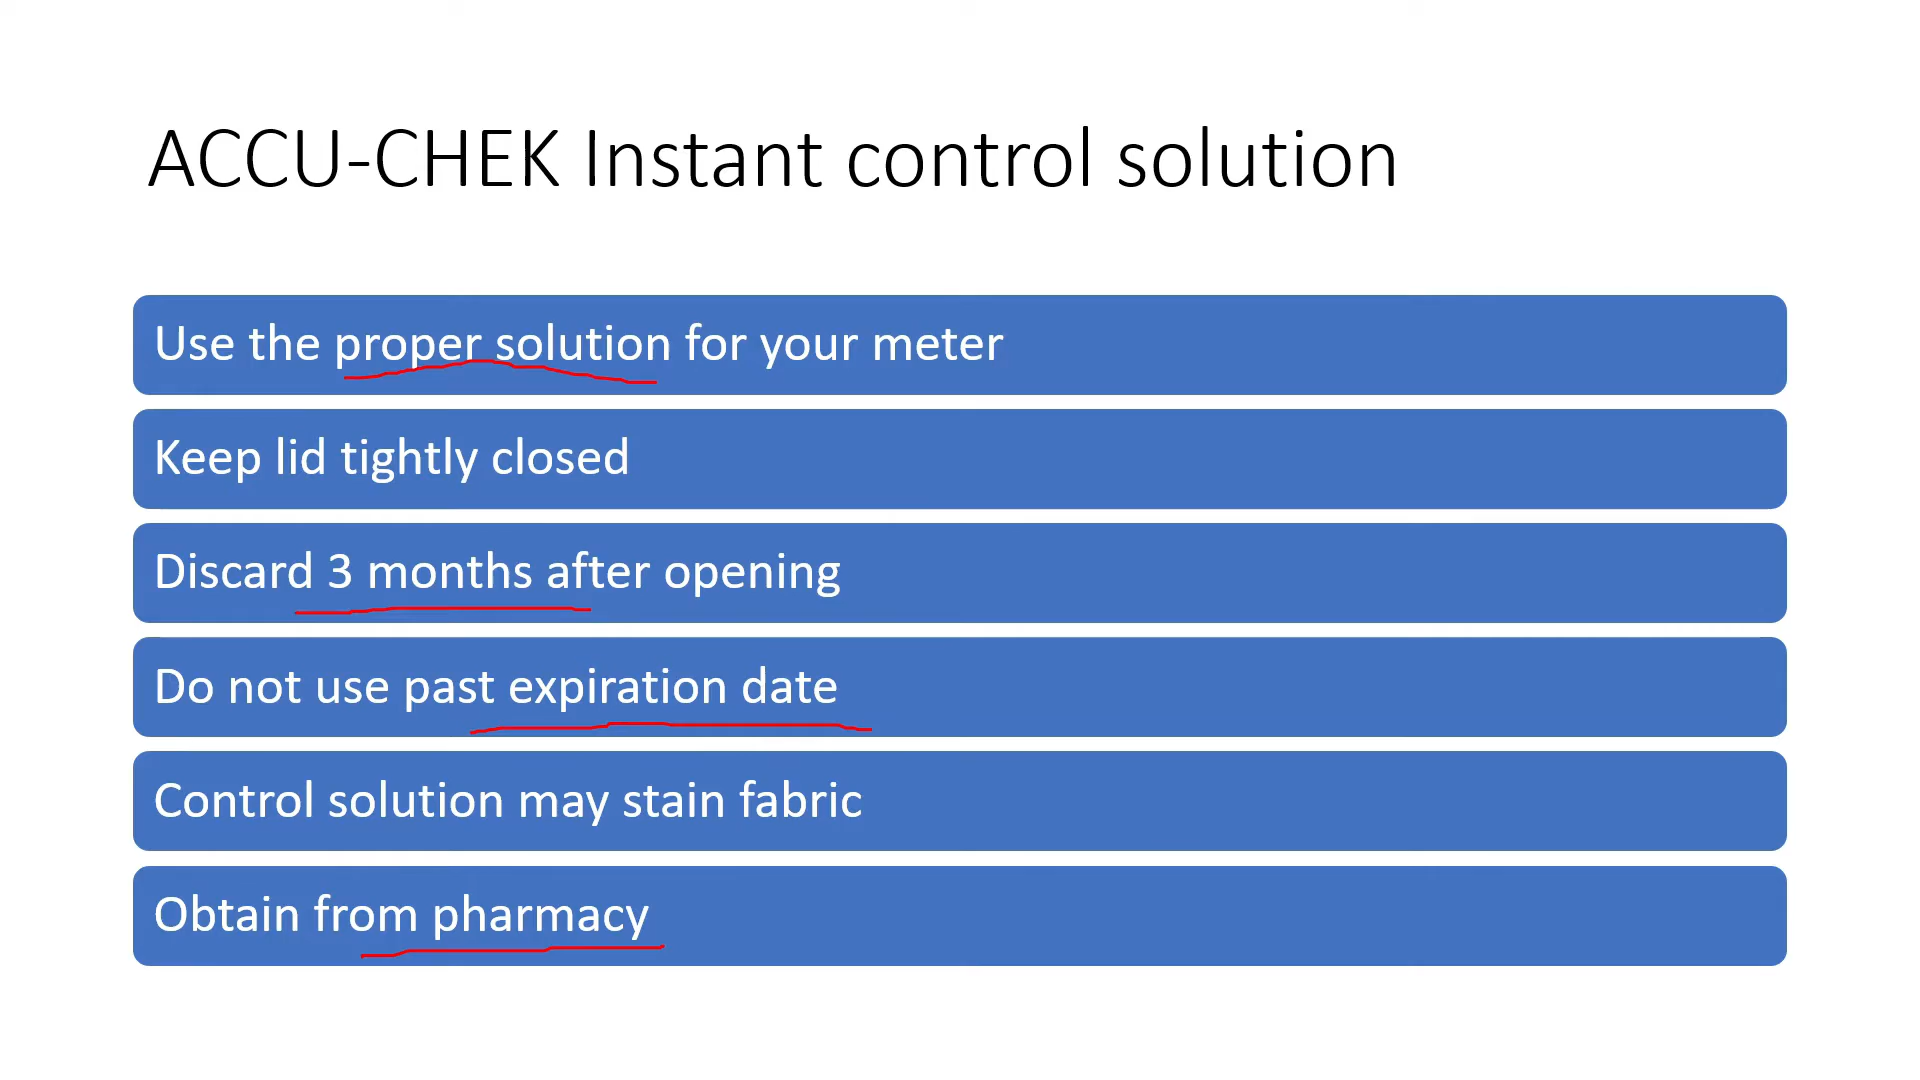 ACCU-CHEK Instant control solution
Use the proper solution for your meter
Keep lid tightly closed
Discard 3 months after opening
Do not use past expiration date
Control solution may stain fabric
Obtain from pharmacy